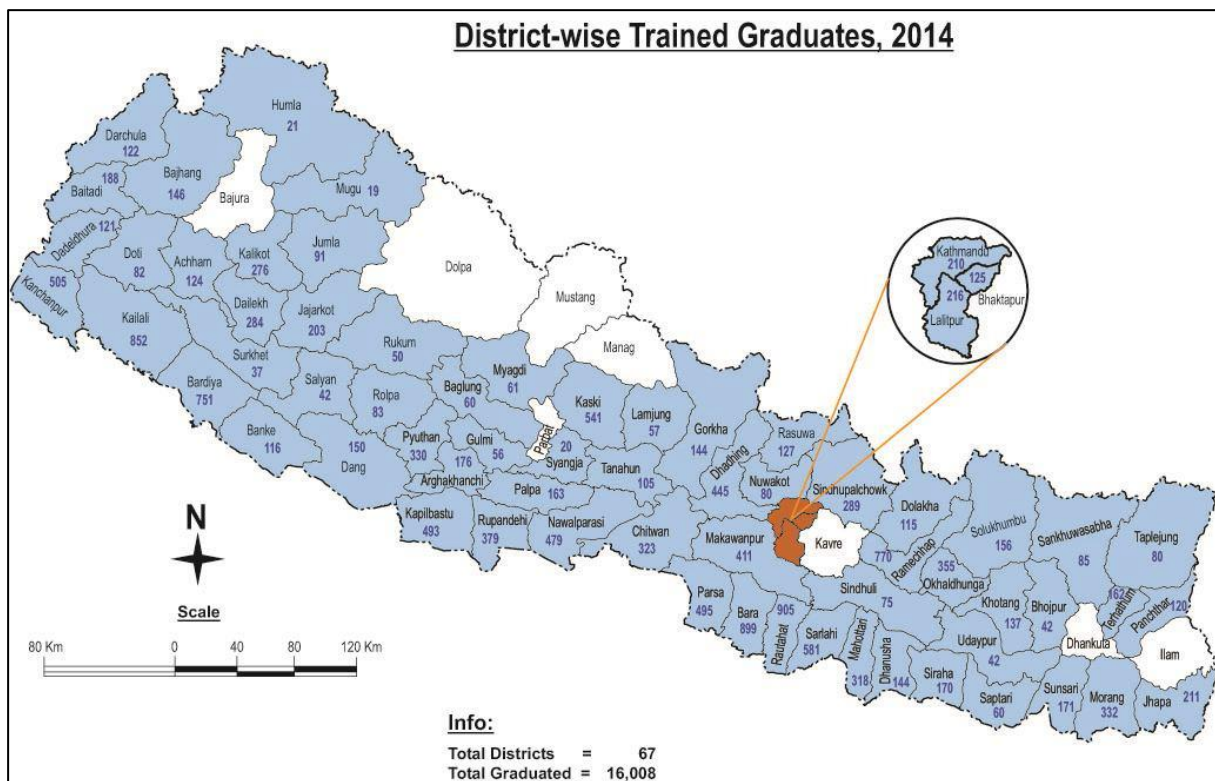 District-wise Trained Graduates, 2014
Humla
21
Darchula
122
Bajhang
146
188
Baitadi
Bajura
Mugu 19
Dadeldhura 121
Doti
82
Achham
124
Kalikot
276
Jumla
91
Dolpa
Mustang
Manag
Kathmandu
210
125
216
Bhaktapur
Lalitpur
505
Kanchanpur
Kailali
852
Dailekh
284
Jajarkot
203
Surkhet
37
Rukum
50
Salyan
42
Bardiya
751
Banke
116
150
Dang
Rolpa
83
Baglung
60
Myagdi
61
Parbat
Kaski
541
Lamjung
57
Gorkha
144
Dhadhing
445
Rasuwa
127
Nuwakot
80
Sindhupalchowk
289
Pyuthan
330
Gulmi
56
176
Arghakhanchi
20
Syangja
Tanahun
105
Palpa 163
Kapilbastu
493
Rupandehi
379
Nawalparasi
479
Chitwan
323
Makawanpur
411
Kavre
Dolakha
115
770
Ramechhap
Solukhumbu
156
Sankhuwasabha
85
Taplejung
80
355
Okhaldhunga
Sindhuli
75
Khotang
137
Bhojpur
42
162
Terhathum
120
Panchthar
Dhankuta
Ilam
Parsa
495
Bara
899
905
Rautahat
Sarlahi
581
Mahottari
318
Dhanusha
144
Siraha
170
Udaypur
42
Saptari
60
Sunsari
171
Morang
332
Jhapa
211
N
Scale
80 Km 0 40 80 120 Km
Info:
Total Districts = 67
Total Graduated = 16,008